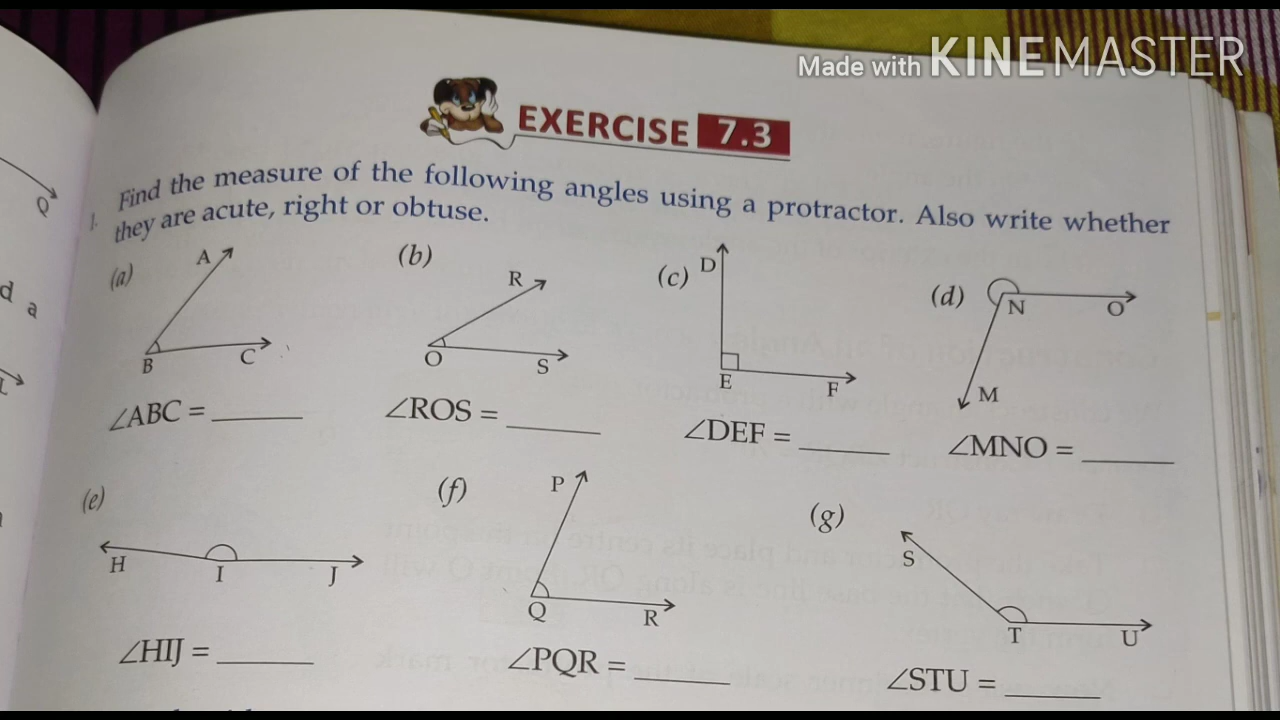 Made with KINEMASTER
EXERCISE 7.3
1. Find the measure of the following angles using a protractor. Also write whether
they are acute, right or obtuse.
(a) A B C
(b) R O S
(c) D E F
(d) N O M
∠ABC = ______
∠ROS = ______
∠DEF = ______
∠MNO = ______
(e) H I J
(f) P Q R
(g) S T U
∠HIJ = ______
∠PQR = ______
∠STU = ______
Q
d a